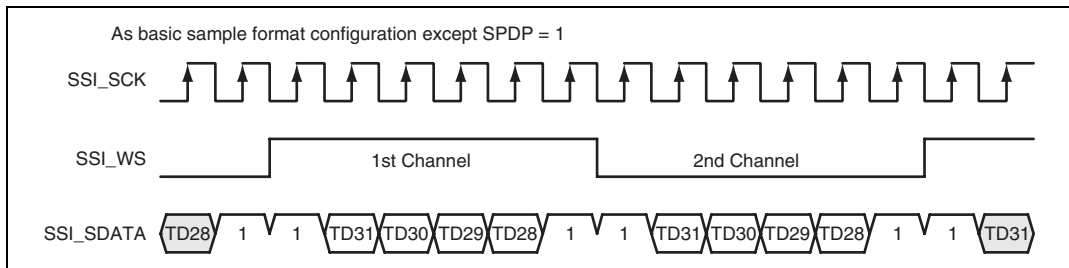 As basic sample format configuration except SPDP = 1
SSI_SCK
SSI_WS 1st Channel 2nd Channel
SSI_SDATA TD28 1 1 TD31 TD30 TD29 TD28 1 1 TD31 TD30 TD29 TD28 1 1 TD31